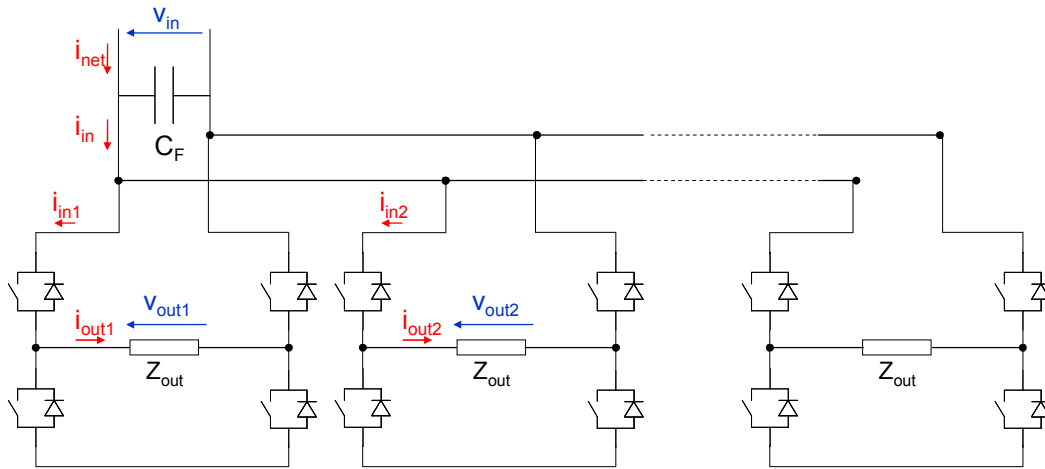 v_in
i_net
i_in
C_F
i_in1
i_in2
v_out1
v_out2
i_out1
i_out2
Z_out
Z_out
Z_out